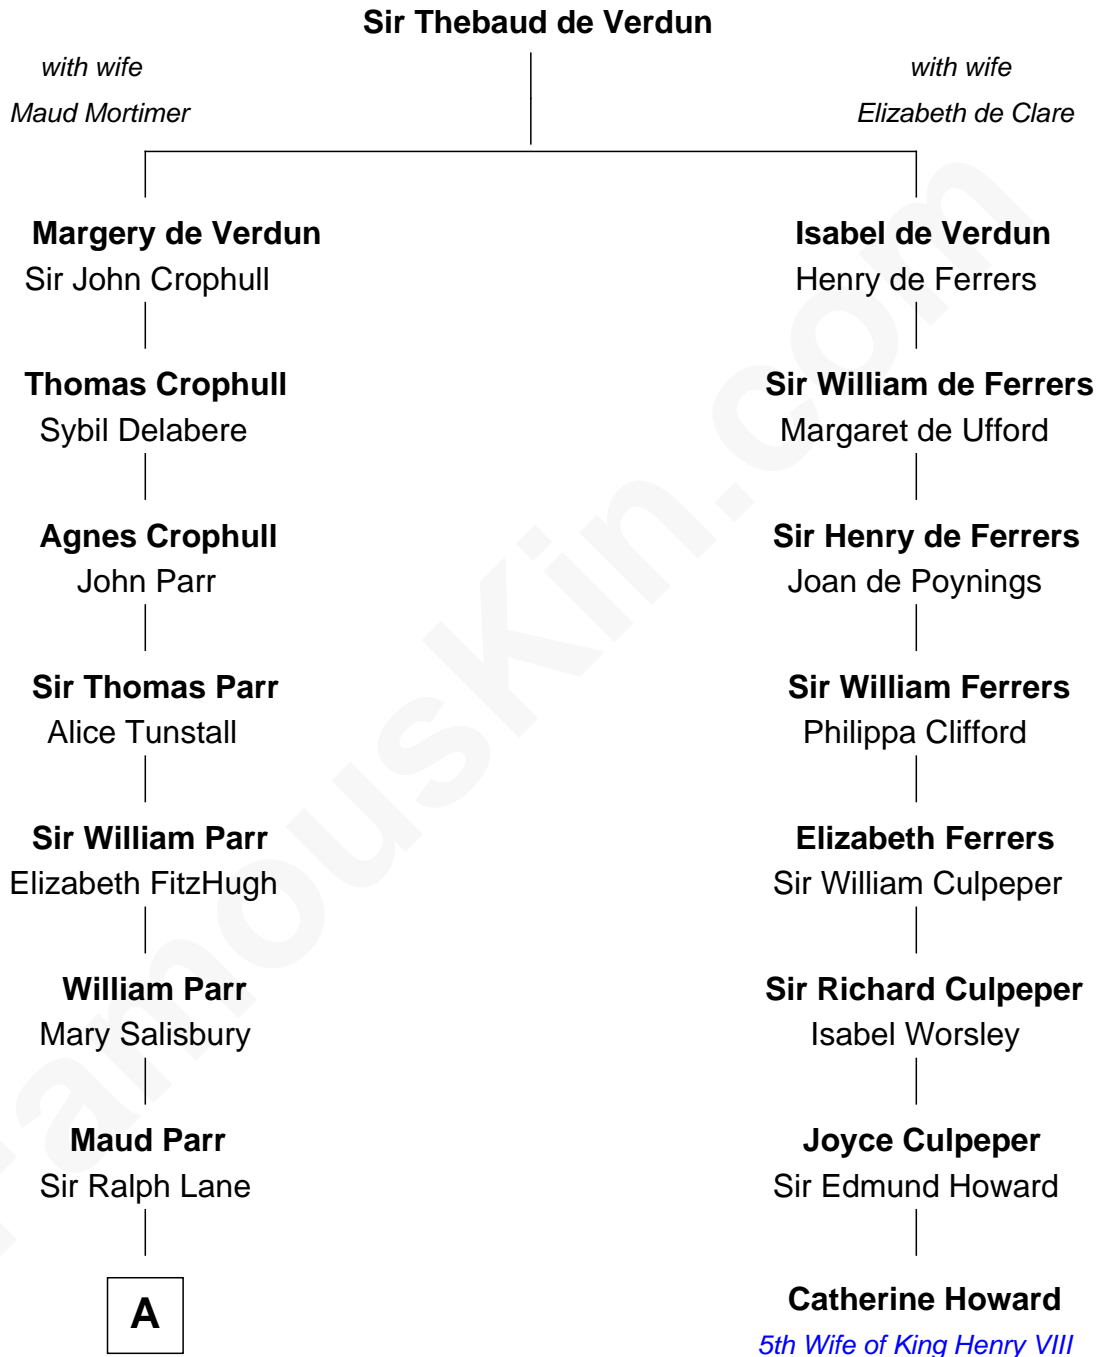 Sir Thebaud de Verdun
with wife
Maud Mortimer
with wife
Elizabeth de Clare
Margery de Verdun
Sir John Crophull
Isabel de Verdun
Henry de Ferrers
Thomas Crophull
Sybil Delabere
Sir William de Ferrers
Margaret de Ufford
Agnes Crophull
John Parr
Sir Henry de Ferrers
Joan de Poynings
Sir Thomas Parr
Alice Tunstall
Sir William Ferrers
Philippa Clifford
Sir William Parr
Elizabeth FitzHugh
Elizabeth Ferrers
Sir William Culpeper
William Parr
Mary Salisbury
Sir Richard Culpeper
Isabel Worsley
Maud Parr
Sir Ralph Lane
Joyce Culpeper
Sir Edmund Howard
A
Catherine Howard
5th Wife of King Henry VIII
FamousKin.com